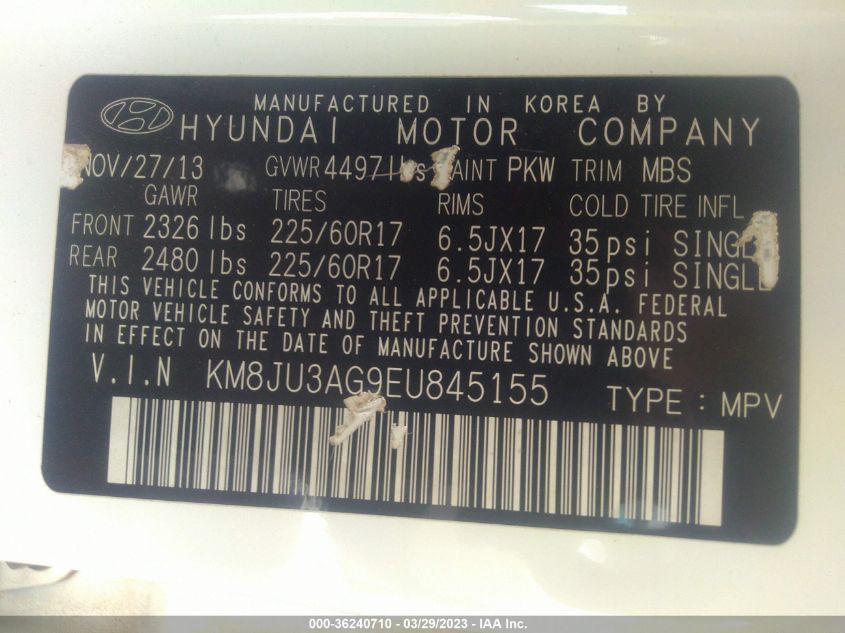 MANUFACTURED IN KOREA BY
HYUNDAI MOTOR COMPANY
NOV/27/13 GVWR 4497 lbs PAINT PKW TRIM MBS
GAWR TIRES RIMS COLD TIRE INFL
FRONT 2326 lbs 225/60R17 6.5JX17 35psi SINGLE
REAR 2480 lbs 225/60R17 6.5JX17 35psi SINGLE
THIS VEHICLE CONFORMS TO ALL APPLICABLE U.S.A. FEDERAL
MOTOR VEHICLE SAFETY AND THEFT PREVENTION STANDARDS
IN EFFECT ON THE DATE OF MANUFACTURE SHOWN ABOVE
V.I.N KM8JU3AG9EU845155 TYPE : MPV
000-36240710 - 03/29/2023 - IAA Inc.